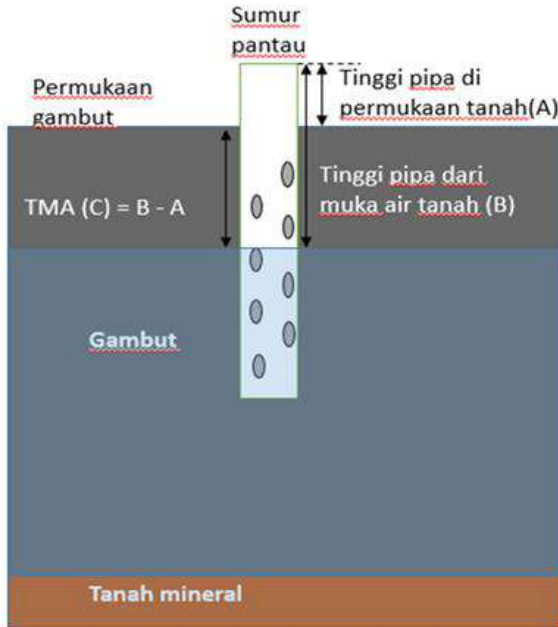 Sumur
pantau
Permukaan
gambut
Tinggi pipa di
permukaan tanah(A)
TMA (C) = B - A
Tinggi pipa dari
muka air tanah (B)
Gambut
Tanah mineral